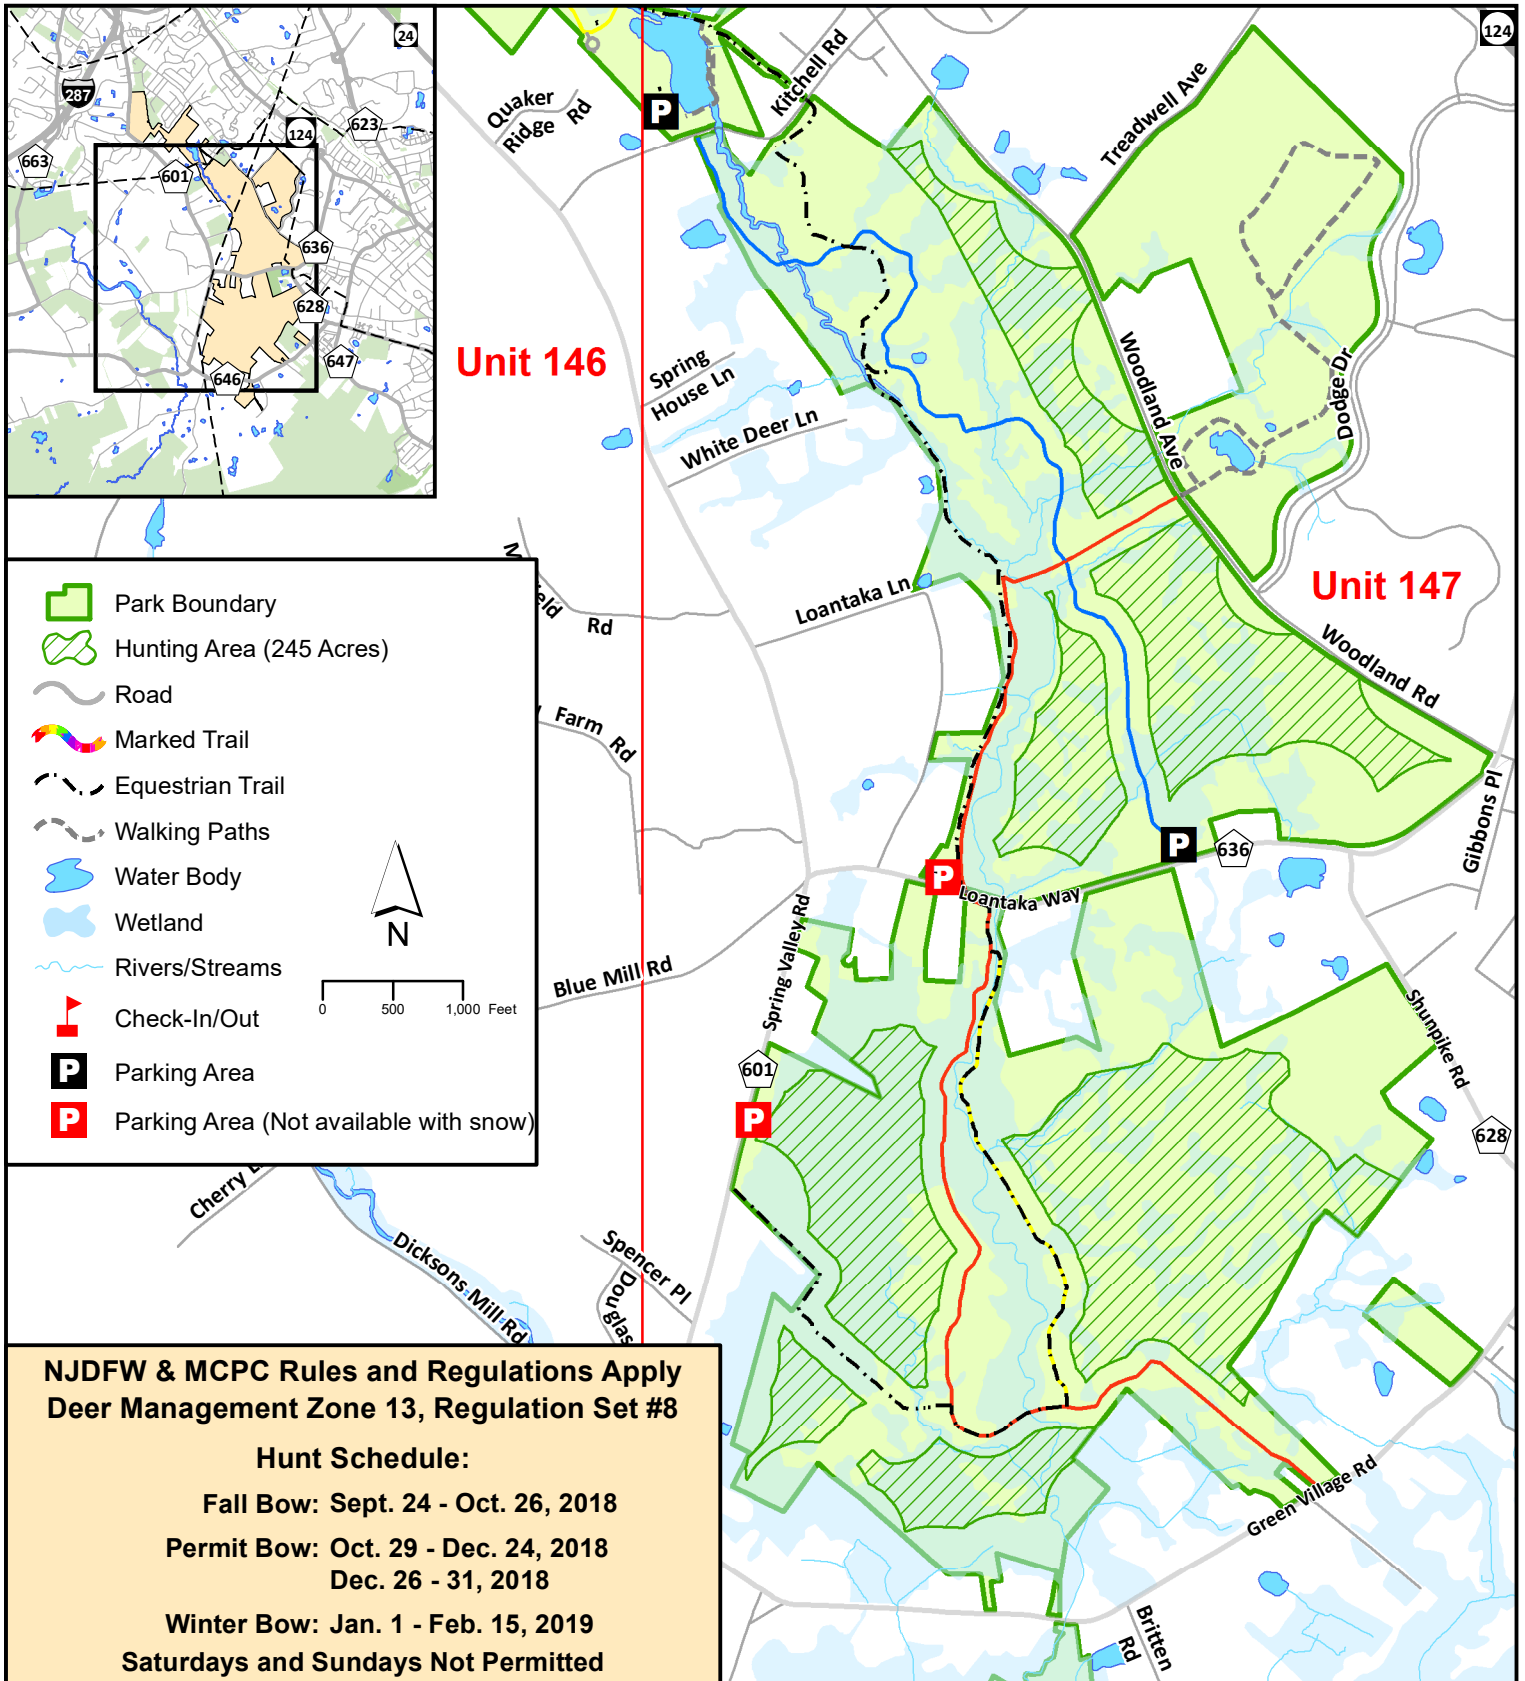 24
287
124
623
663
601
636
628
647
646
124
Kitchell Rd
Quaker
Ridge Rd
P
Treadwell Ave
Unit 146
Spring
House Ln
White Deer Ln
Woodland Ave
Dodge Dr
Loantaka Ln
Unit 147
Woodland Rd
Rd
Farm Rd
Gibbons Pl
P
636
P
Loantaka Way
Spring Valley Rd
Blue Mill Rd
Shunpike Rd
601
P
628
Park Boundary
Hunting Area (245 Acres)
Road
Marked Trail
Equestrian Trail
Walking Paths
Water Body
Wetland
Rivers/Streams
Check-In/Out
P Parking Area
P Parking Area (Not available with snow)
N
0 500 1,000 Feet
Cherry
Dicksons Mill Rd
Spencer Pl
Douglas
Green Village Rd
Britten
Rd
NJDFW & MCPC Rules and Regulations Apply
Deer Management Zone 13, Regulation Set #8
Hunt Schedule:
Fall Bow: Sept. 24 - Oct. 26, 2018
Permit Bow: Oct. 29 - Dec. 24, 2018
Dec. 26 - 31, 2018
Winter Bow: Jan. 1 - Feb. 15, 2019
Saturdays and Sundays Not Permitted